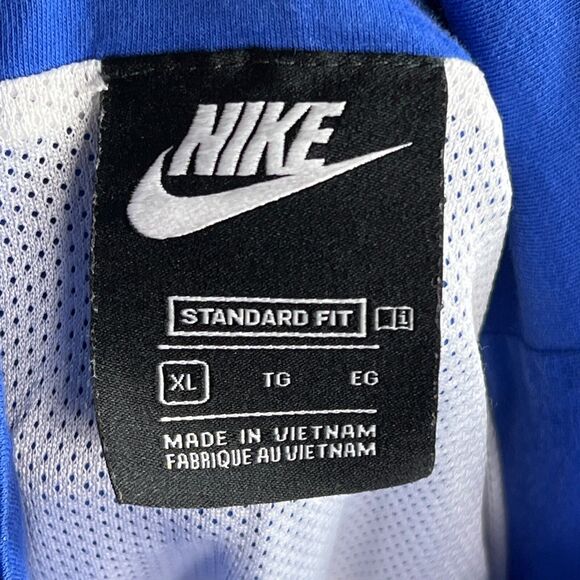 NIKE
STANDARD FIT
XL TG EG
MADE IN VIETNAM
FABRIQUE AU VIETNAM